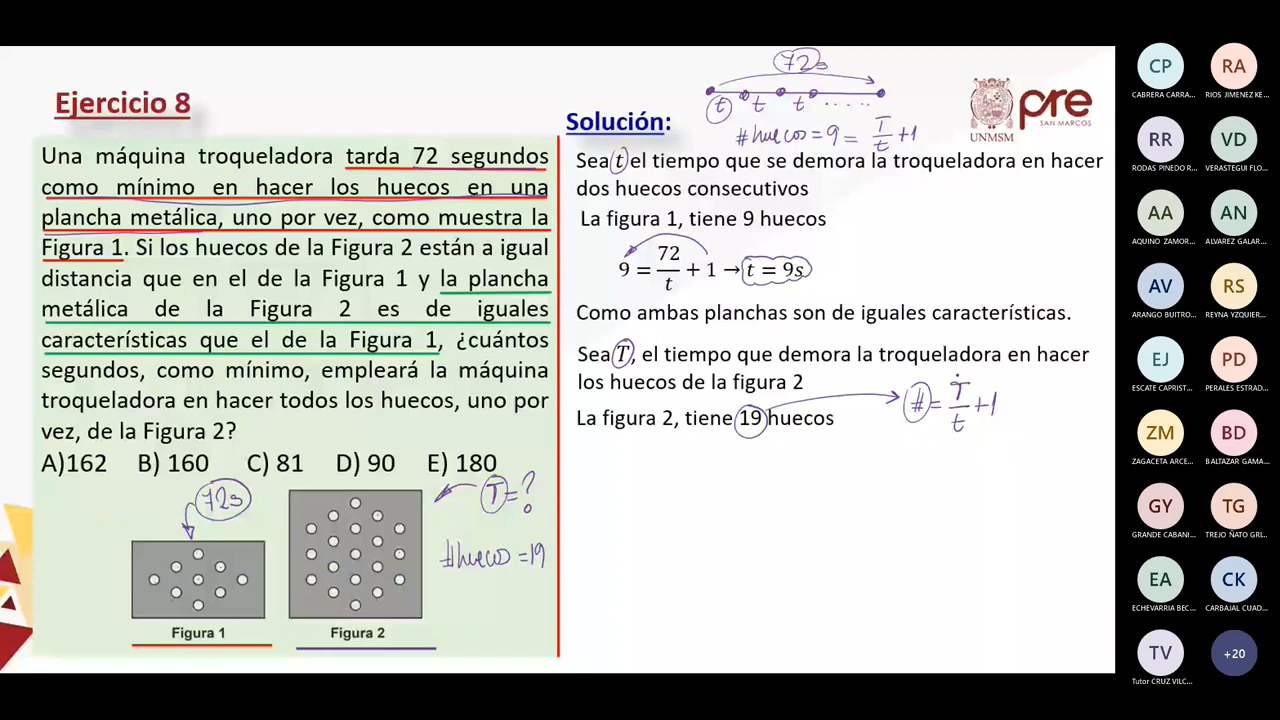 Ejercicio 8
Una máquina troqueladora tarda 72 segundos
como mínimo en hacer los huecos en una
plancha metálica, uno por vez, como muestra la
Figura 1. Si los huecos de la Figura 2 están a igual
distancia que en el de la Figura 1 y la plancha
metálica de la Figura 2 es de iguales
características que el de la Figura 1, ¿cuántos
segundos, como mínimo, empleará la máquina
troqueladora en hacer todos los huecos, uno por
vez, de la Figura 2?
A)162 B) 160 C) 81 D) 90 E) 180
72s
T=?
#hueco =19
Figura 1
Figura 2
72s
t t t .....
#huecos = 9 = T/t +1
Solución:
UNMSM
pre
SAN MARCOS
Sea t el tiempo que se demora la troqueladora en hacer
dos huecos consecutivos
La figura 1, tiene 9 huecos
9 = 72/t + 1 → t = 9s
Como ambas planchas son de iguales características.
Sea T, el tiempo que demora la troqueladora en hacer
los huecos de la figura 2
La figura 2, tiene 19 huecos
# = T/t +1
CP
CABRERA CARRA...
RA
RIOS JIMENEZ KE...
RR
RODAS PINEDO R...
VD
VERASTEGUI FLO...
AA
AQUINO ZAMOR...
AN
ALVAREZ GALAR...
AV
ARANGO BUITRO...
RS
REYNA YZQUIER...
EJ
ESCATE CAPRIST...
PD
PERALES ESTRAD...
ZM
ZAGACETA ARCE...
BD
BALTAZAR GAMA...
GY
GRANDE CABANI...
TG
TREJO ÑATO GRI...
EA
ECHEVARRIA BEC...
CK
CARBAJAL CUAD...
TV
Tutor CRUZ VILC...
+20